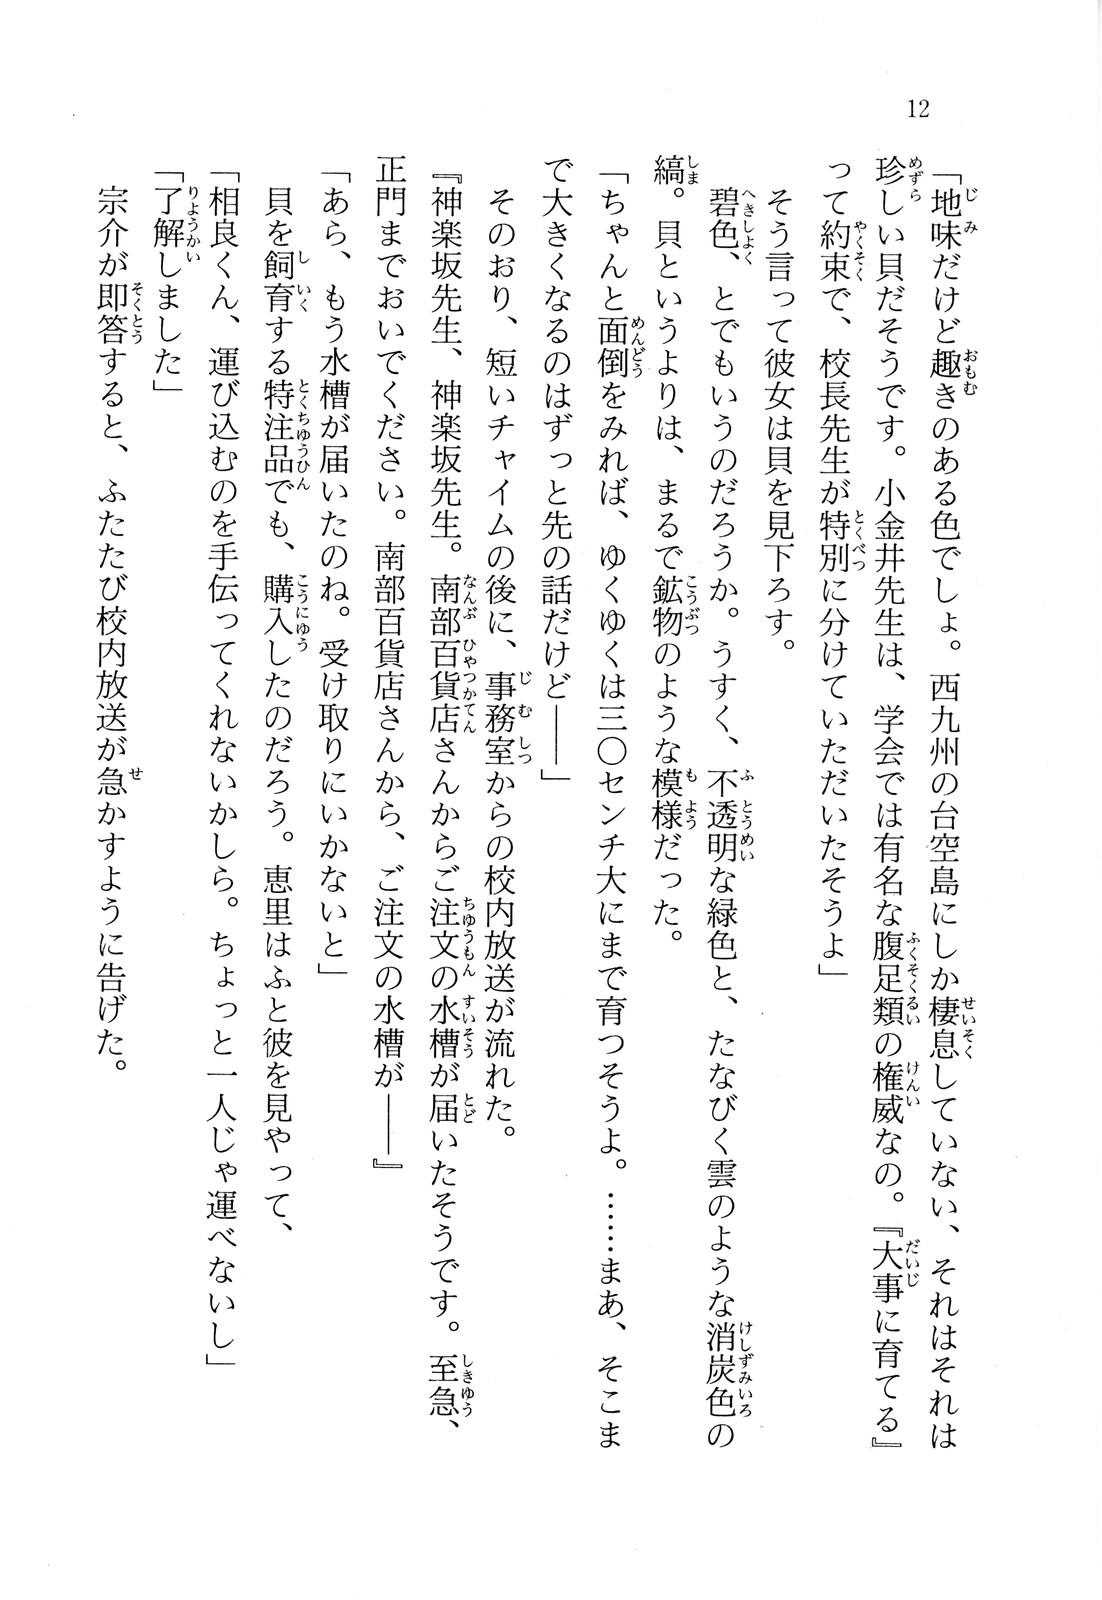 12
「地味だけど趣きのある色でしょ。西九州の台空島にしか棲息していない、それはそれは
珍しい貝だそうです。小金井先生は、学会では有名な腹足類の権威なの。『大事に育てる』
って約束で、校長先生が特別に分けていただいたそうよ」
そう言って彼女は貝を見下ろす。
碧色、とでもいうのだろうか。うすく、不透明な緑色と、たなびく雲のような消炭色の
縞。貝というよりは、まるで鉱物のような模様だった。
「ちゃんと面倒をみれば、ゆくゆくは三〇センチ大にまで育つそうよ。……まあ、そこま
で大きくなるのはずっと先の話だけど――」
そのおり、短いチャイムの後に、事務室からの校内放送が流れた。
『神楽坂先生、神楽坂先生。南部百貨店さんからご注文の水槽が届いたそうです。至急、
正門までおいでください。南部百貨店さんから、ご注文の水槽が――』
「あら、もう水槽が届いたのね。受け取りにいかないと」
貝を飼育する特注品でも、購入したのだろう。恵里はふと彼を見やって、
「相良くん、運び込むのを手伝ってくれないかしら。ちょっと一人じゃ運べないし」
「了解しました」
宗介が即答すると、ふたたび校内放送が急かすように告げた。